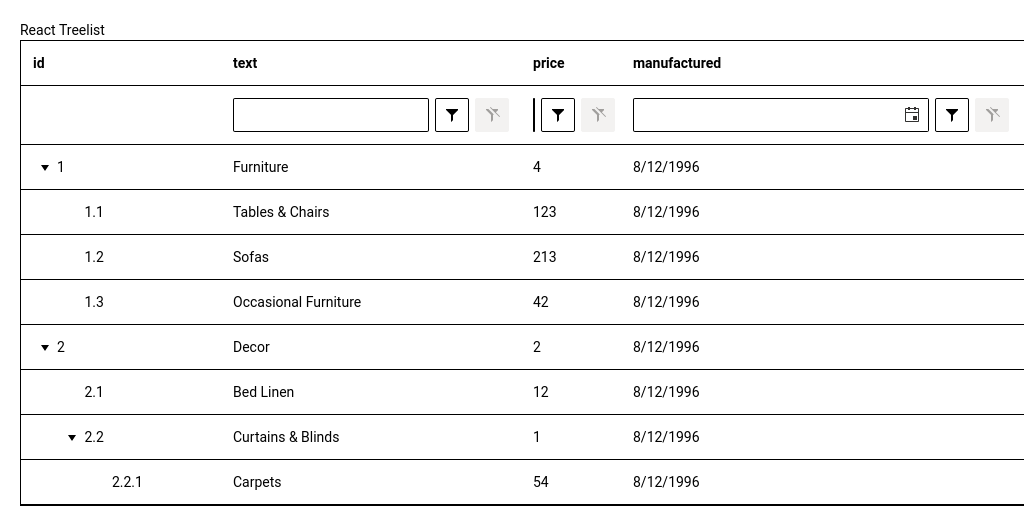 React Treelist
id text price manufactured
1 Furniture 4 8/12/1996
1.1 Tables & Chairs 123 8/12/1996
1.2 Sofas 213 8/12/1996
1.3 Occasional Furniture 42 8/12/1996
2 Decor 2 8/12/1996
2.1 Bed Linen 12 8/12/1996
2.2 Curtains & Blinds 1 8/12/1996
2.2.1 Carpets 54 8/12/1996